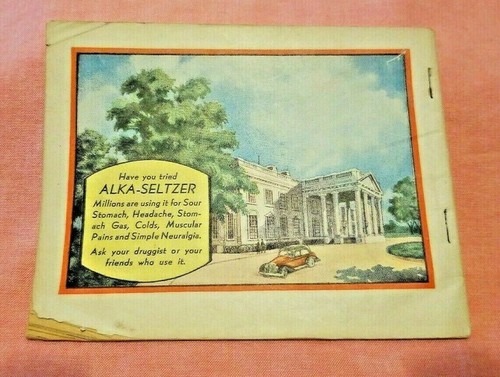 Have you tried
ALKA-SELTZER
Millions are using it for Sour
Stomach, Headache, Stom-
ach Gas, Colds, Muscular
Pains and Simple Neuralgia.
Ask your druggist or your
friends who use it.